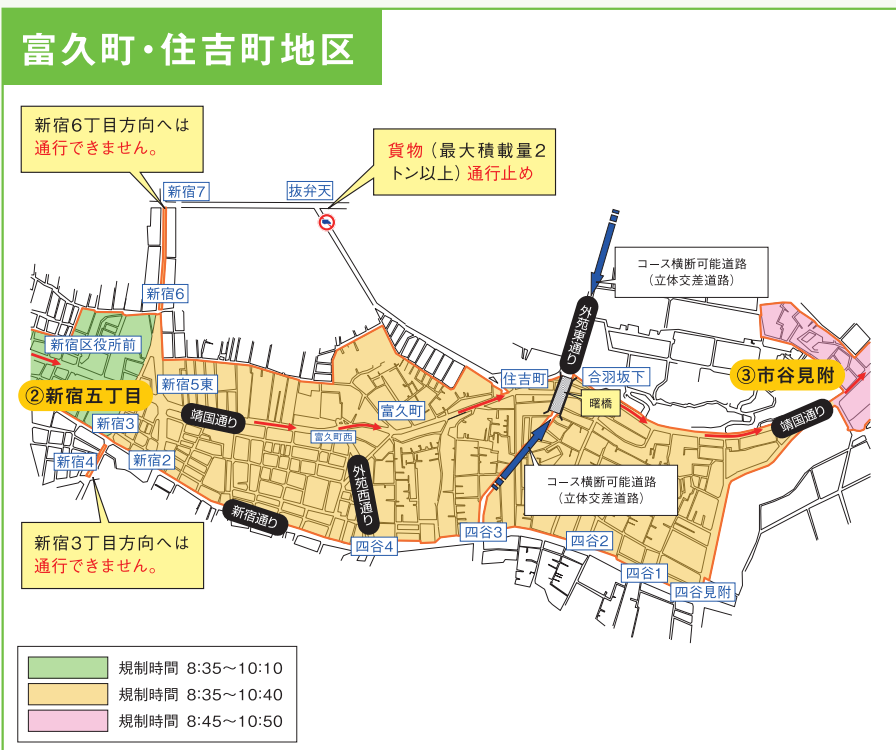 富久町・住吉町地区
新宿6丁目方向へは
通行できません。
貨物（最大積載量2
トン以上）通行止め
新宿7
抜弁天
コース横断可能道路
（立体交差道路）
新宿6
外苑東通り
新宿区役所前
住吉町
合羽坂下
③市谷見附
②新宿五丁目
新宿5東
曙橋
靖国通り
富久町
靖国通り
新宿3
富久町西
新宿4
新宿2
外苑西通り
コース横断可能道路
（立体交差道路）
新宿通り
四谷3
四谷4
四谷2
新宿3丁目方向へは
通行できません。
四谷1
四谷見附
規制時間 8:35～10:10
規制時間 8:35～10:40
規制時間 8:45～10:50